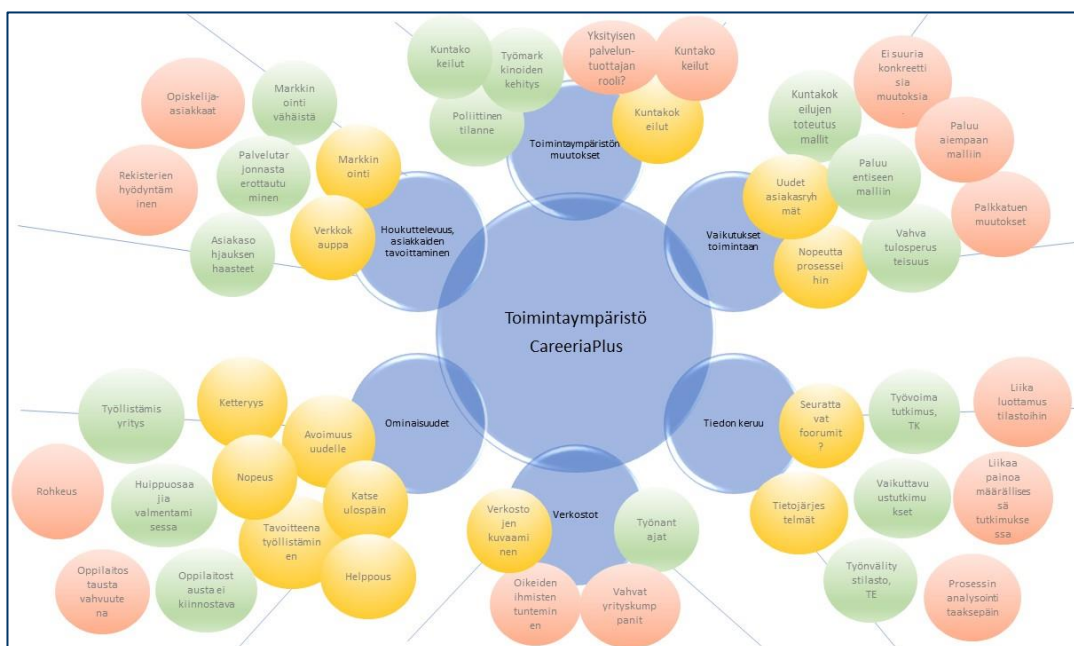 Kuntako
keilut
Työmark
kinoiden
kehitys
Poliittinen
tilanne
Yksityisen
palvelun-
tuottajan
rooli?
Kuntako
keilut
Kuntakok
eilut
Toimintaympäristön
muutokset
Opiskelija-
asiakkaat
Markkin
ointi
vähäistä
Rekisterien
hyödyntäm
inen
Palvelutar
jonnasta
erottautu
minen
Markkin
ointi
Verkkok
auppa
Asiakaso
hjauksen
haasteet
Houkuttelevuus,
asiakkaiden
tavoittaminen
Ei suuria
konkreetti
sia
muutoksia
.
Kuntakok
eilujen
toteutus
mallit
Paluu
aiempaan
malliin
Paluu
entiseen
malliin
Uudet
asiakasryh
mät
Palkkatuen
muutokset
Vahva
tulosperus
teisuus
Nopeutta
prosessei
hin
Vaikutukset
toimintaan
Toimintaympäristö
CareeriaPlus
Työllistämis
yritys
Ketteryys
Avoimuus
uudelle
Ominaisuudet
Rohkeus
Huippuosaa
jia
valmentami
sessa
Nopeus
Katse
ulospäin
Tavoitteena
työllistämin
en
Oppilaitos
tausta
vahvuute
na
Oppilaitost
austa ei
kiinnostava
Helppous
Verkostot
Verkosto
jen
kuvaami
nen
Työnant
ajat
Oikeiden
ihmisten
tuntemin
en
Vahvat
yrityskump
panit
Tiedon keruu
Seuratta
vat
foorumit
?
Työvoima
tutkimus,
TK
Liika
luottamus
tilastoihin
Tietojärjes
telmät
Vaikuttavu
ustutkimu
kset
Liikaa
painoa
määrällises
sä
tutkimukse
ssa
Työnvälity
stilasto,
TE
Prosessin
analysointi
taaksepäin